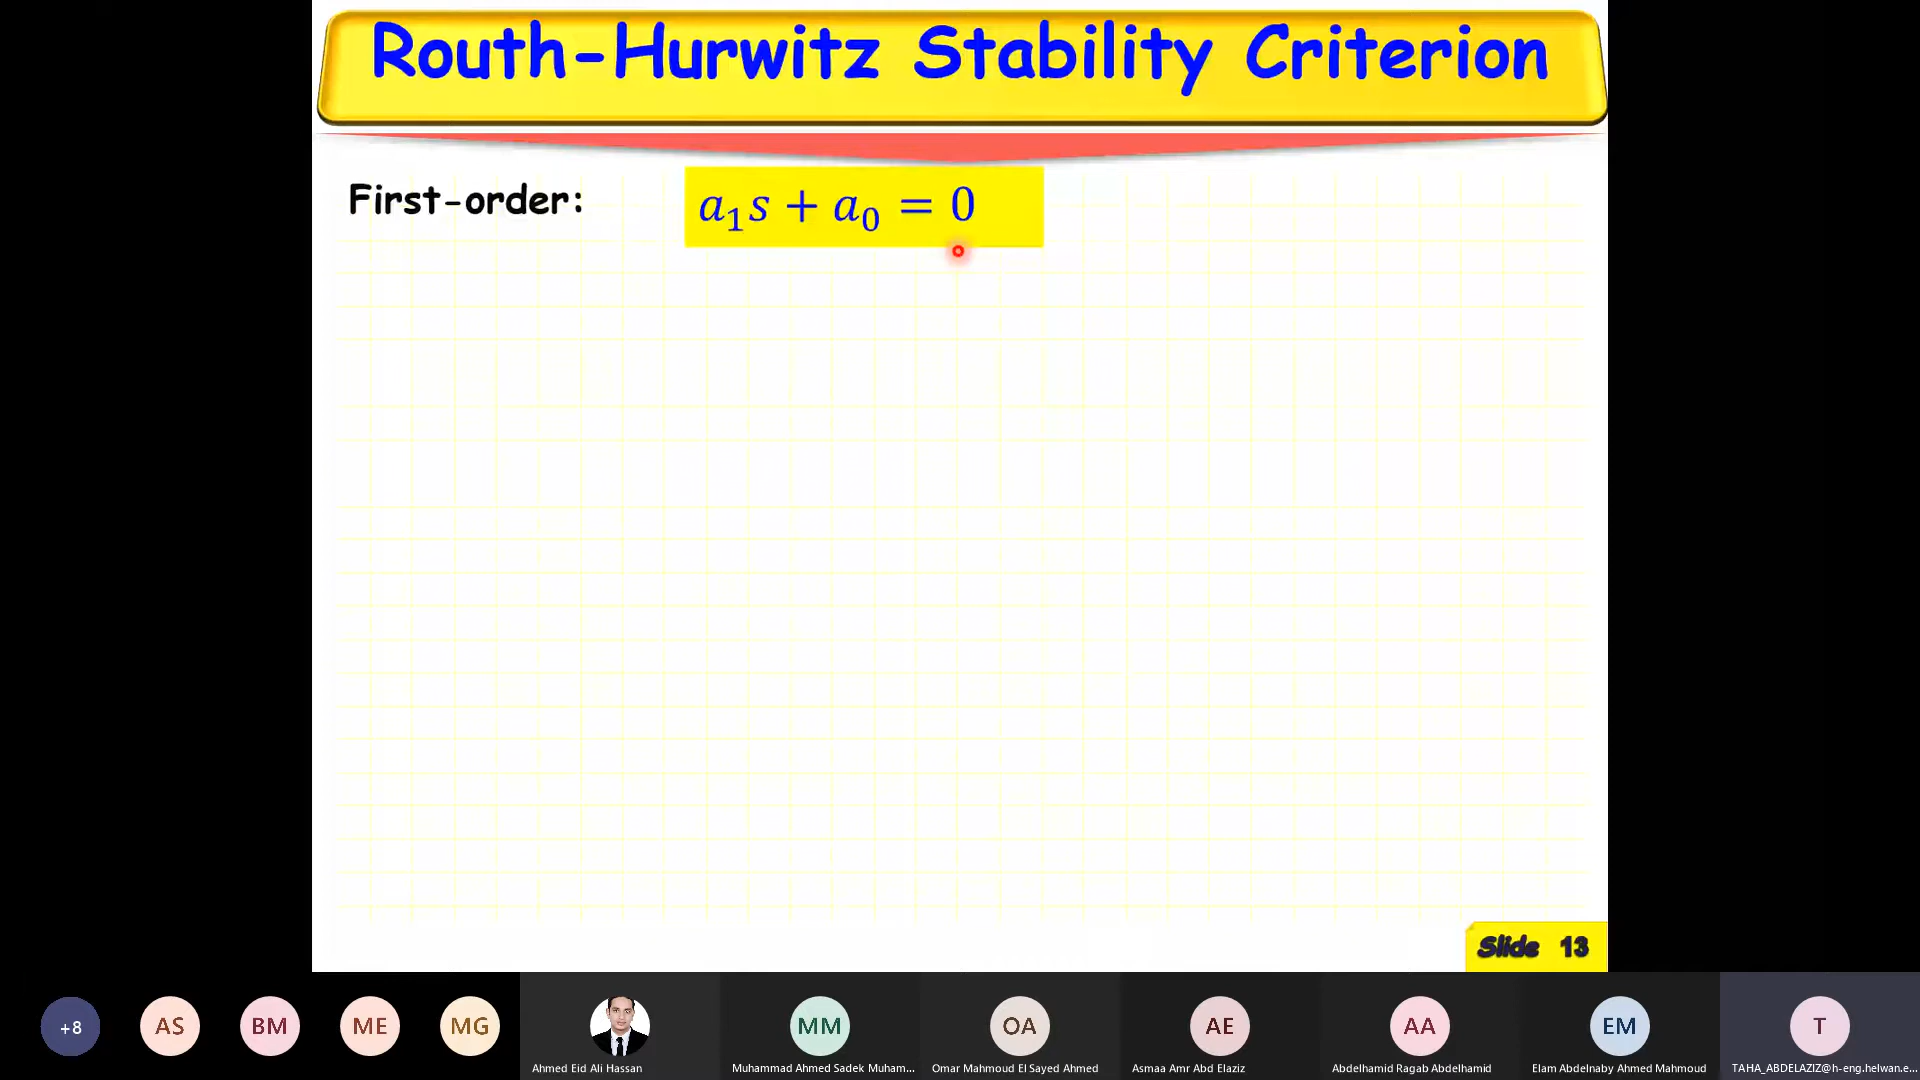 Routh-Hurwitz Stability Criterion
First-order:
a₁s + a₀ = 0
Slide 13
+8
AS
BM
ME
MG
MM
OA
AE
AA
EM
T
Ahmed Eid Ali Hassan
Muhammad Ahmed Sadek Muham...
Omar Mahmoud El Sayed Ahmed
Asmaa Amr Abd Elaziz
Abdelhamid Ragab Abdelhamid
Elam Abdelnaby Ahmed Mahmoud
TAHA_ABDELAZIZ@h-eng.helwan.e...